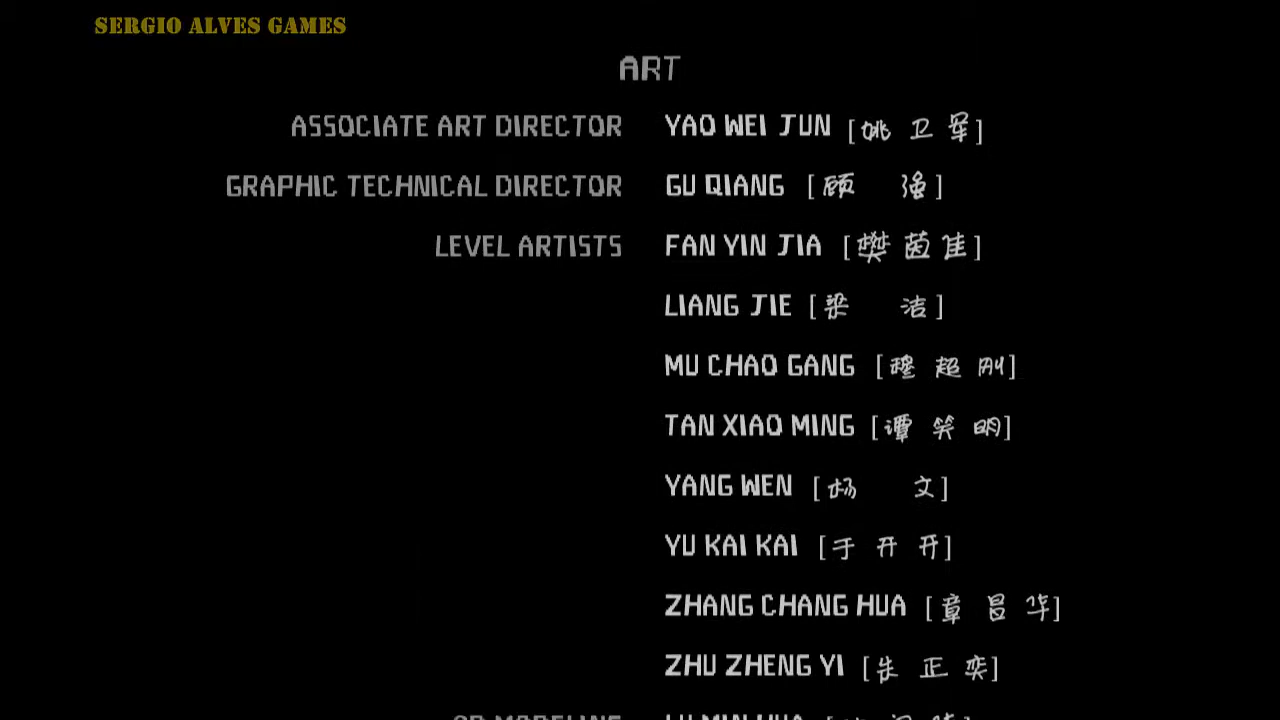 SERGIO ALVES GAMES
ART
ASSOCIATE ART DIRECTOR YAO WEI JUN [姚 卫 军]
GRAPHIC TECHNICAL DIRECTOR GU QIANG [顾 强]
LEVEL ARTISTS FAN YIN JIA [樊 茵 佳]
LIANG JIE [梁 洁]
MU CHAO GANG [穆 超 刚]
TAN XIAO MING [谭 笑 明]
YANG WEN [杨 文]
YU KAI KAI [于 开 开]
ZHANG CHANG HUA [章 昌 华]
ZHU ZHENG YI [朱 正 奕]